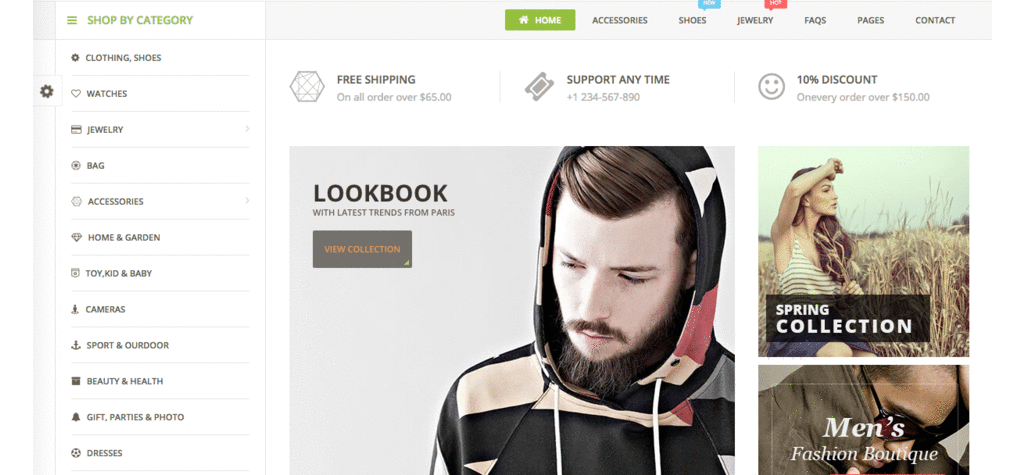 SHOP BY CATEGORY
NEW
HOT
HOME
ACCESSORIES
SHOES
JEWELRY
FAQS
PAGES
CONTACT
CLOTHING, SHOES
WATCHES
JEWELRY
BAG
ACCESSORIES
HOME & GARDEN
TOY,KID & BABY
CAMERAS
SPORT & OURDOOR
BEAUTY & HEALTH
GIFT, PARTIES & PHOTO
DRESSES
FREE SHIPPING
On all order over $65.00
SUPPORT ANY TIME
+1 234-567-890
10% DISCOUNT
Onevery order over $150.00
LOOKBOOK
WITH LATEST TRENDS FROM PARIS
VIEW COLLECTION
SPRING
COLLECTION
Men's
Fashion Boutique